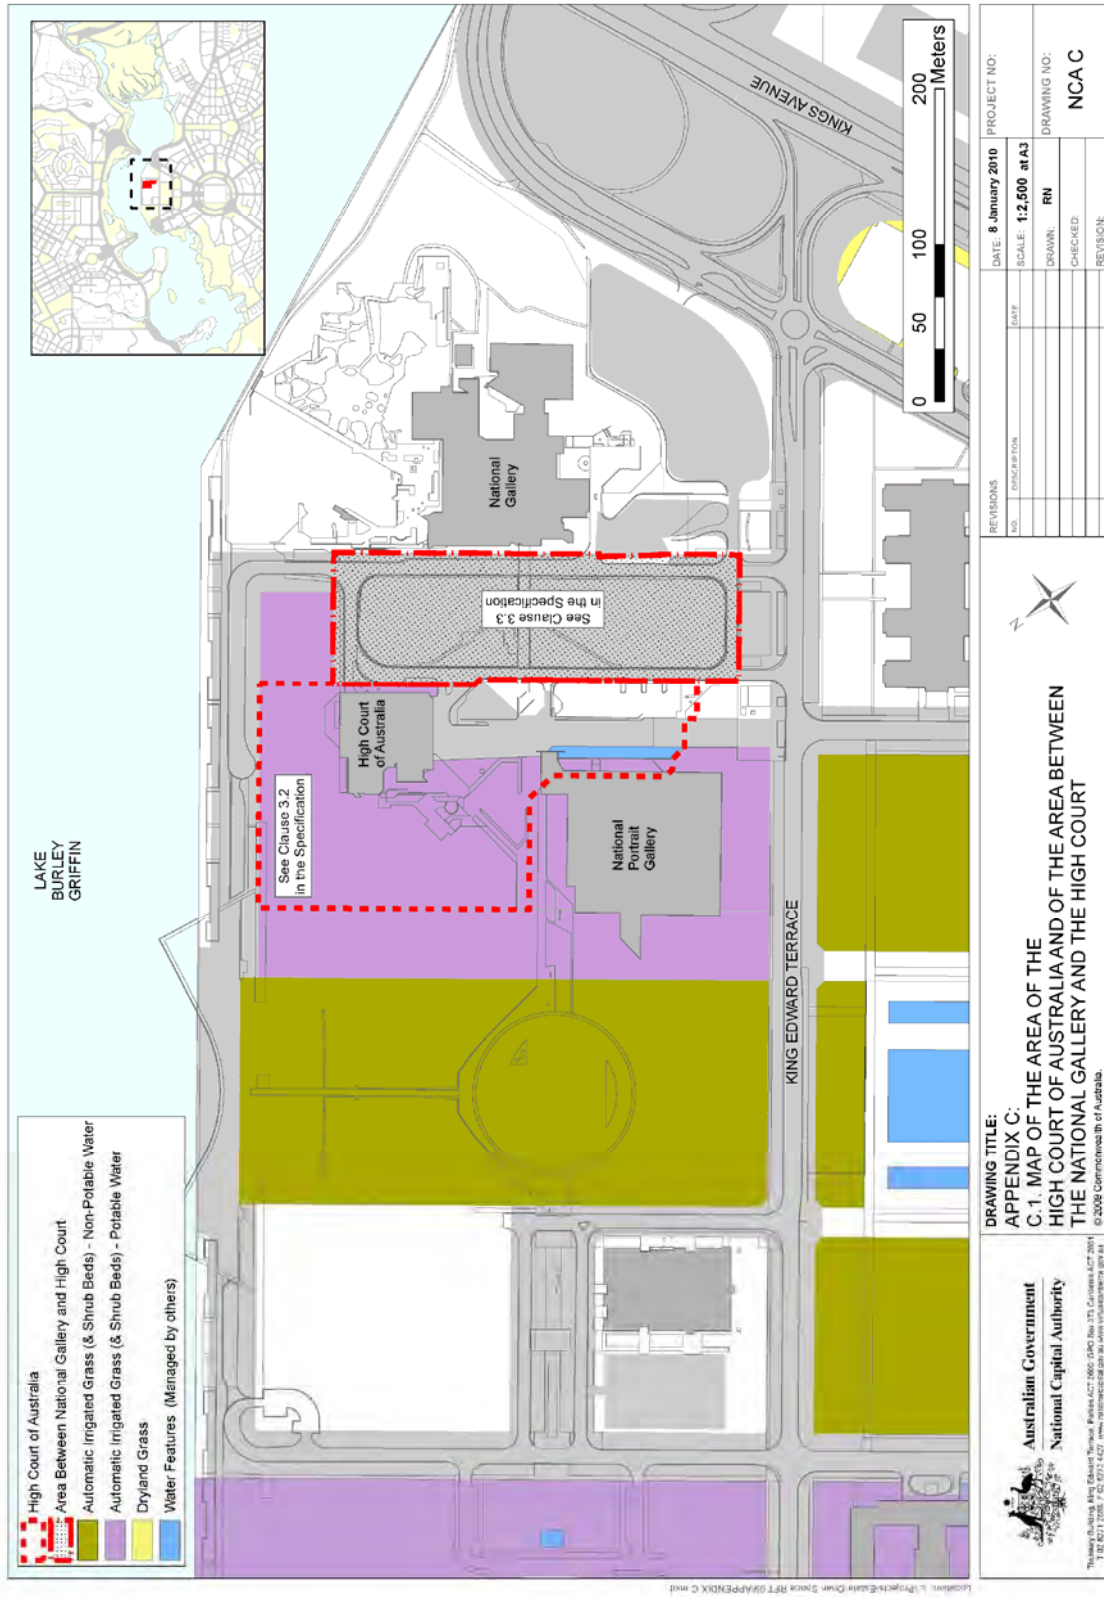 LAKE
BURLEY
GRIFFIN
High Court of Australia
Area Between National Gallery and High Court
Automatic Irrigated Grass (& Shrub Beds) - Non-Potable Water
Automatic Irrigated Grass (& Shrub Beds) - Potable Water
Dryland Grass
Water Features (Managed by others)
See Clause 3.2
in the Specification
High Court
of Australia
See Clause 3.3
in the Specification
National
Gallery
National
Portrait
Gallery
KING EDWARD TERRACE
KINGS AVENUE
0 50 100 200
Meters
N
Australian Government
National Capital Authority
DRAWING TITLE:
APPENDIX C:
C.1. MAP OF THE AREA OF THE
HIGH COURT OF AUSTRALIA AND OF THE AREA BETWEEN
THE NATIONAL GALLERY AND THE HIGH COURT
© 2009 Commonwealth of Australia.
REVISIONS
NO. DESCRIPTION DATE
DATE: 8 January 2010
SCALE: 1:2,500 at A3
DRAWN: RN
CHECKED:
REVISION:
PROJECT NO:
DRAWING NO:
NCA C